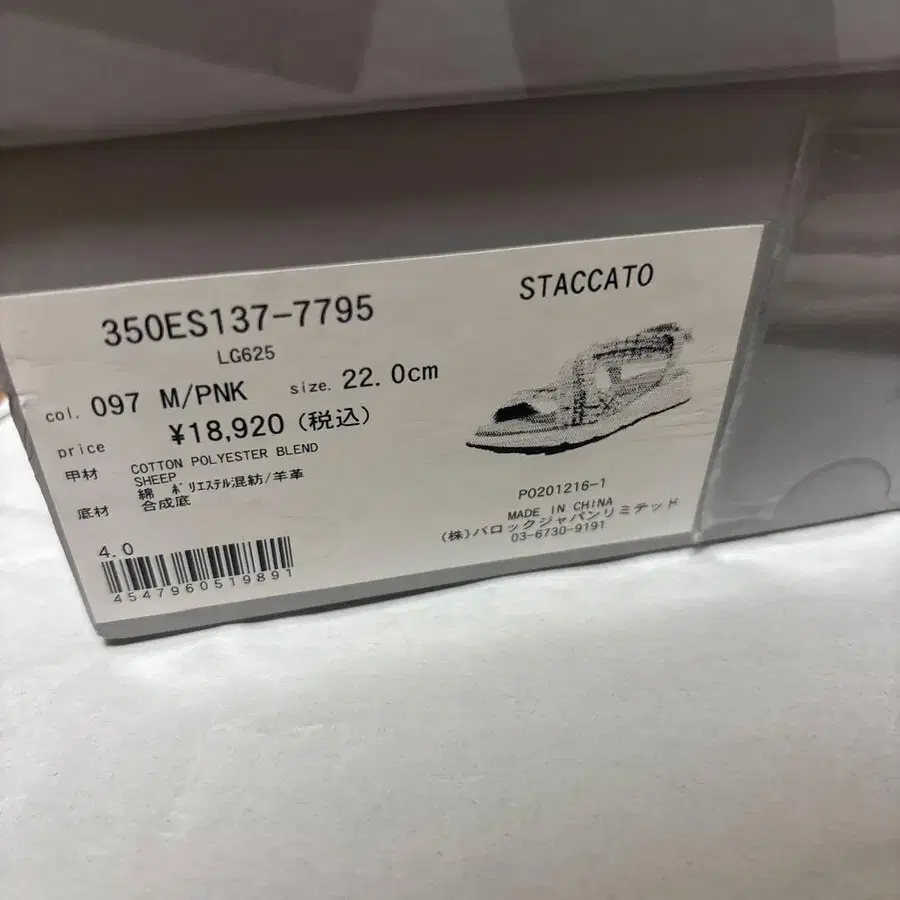 350ES137-7795
LG625
STACCATO
col. 097 M/PNK size. 22.0cm
price ¥18,920 (税込)
甲材 COTTON POLYESTER BLEND
SHEEP
綿 ポリエステル混紡/羊革
底材 合成底
4.0
4547960519891
PO201216-1
MADE IN CHINA
(株)バロックジャパンリミテッド
03-6730-9191